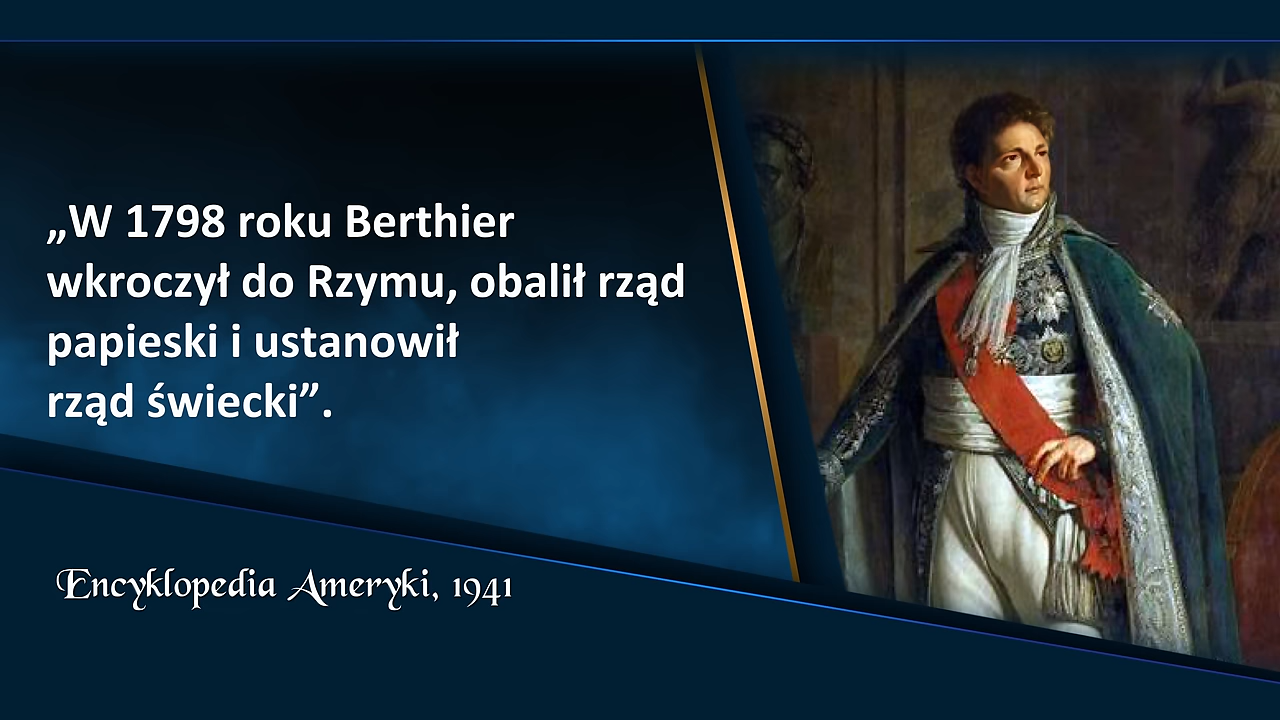 „W 1798 roku Berthier
wkroczył do Rzymu, obalił rząd
papieski i ustanowił
rząd świecki”.
Encyklopedia Ameryki, 1941